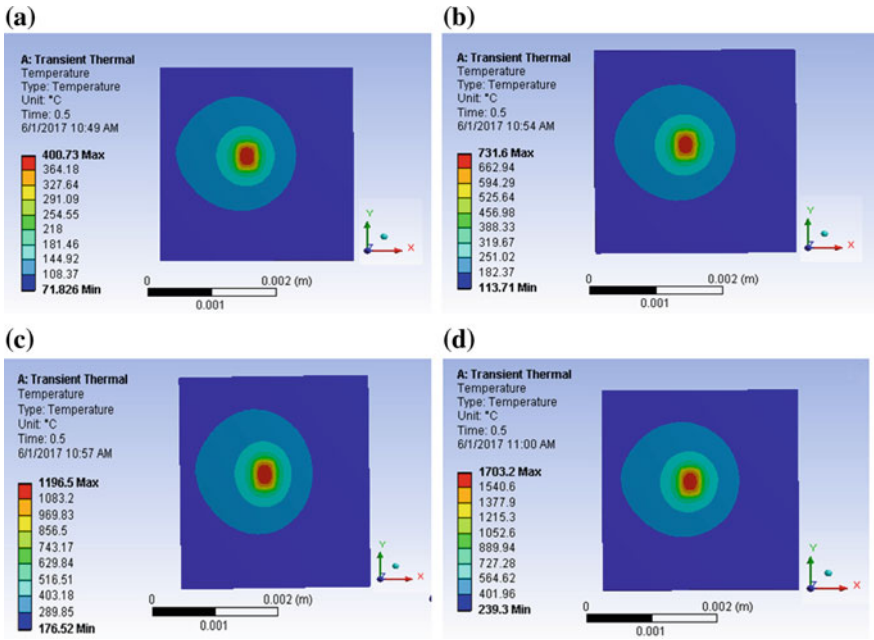 (a)
A: Transient Thermal
Temperature
Type: Temperature
Unit: °C
Time: 0.5
6/1/2017 10:49 AM
400.73 Max
364.18
327.64
291.09
254.55
218
181.46
144.92
108.37
71.826 Min
Y
X
0 0.002 (m)
0.001
(b)
A: Transient Thermal
Temperature
Type: Temperature
Unit: °C
Time: 0.5
6/1/2017 10:54 AM
731.6 Max
662.94
594.29
525.64
456.98
388.33
319.67
251.02
182.37
113.71 Min
Y
X
0 0.002 (m)
0.001
(c)
A: Transient Thermal
Temperature
Type: Temperature
Unit: °C
Time: 0.5
6/1/2017 10:57 AM
1196.5 Max
1083.2
969.83
856.5
743.17
629.84
516.51
403.18
289.85
176.52 Min
Y
X
0 0.002 (m)
0.001
(d)
A: Transient Thermal
Temperature
Type: Temperature
Unit: °C
Time: 0.5
6/1/2017 11:00 AM
1703.2 Max
1540.6
1377.9
1215.3
1052.6
889.94
727.28
564.62
401.96
239.3 Min
Y
X
0 0.002 (m)
0.001